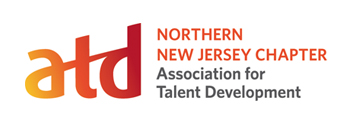 atd
NORTHERN
NEW JERSEY CHAPTER
Association for
Talent Development